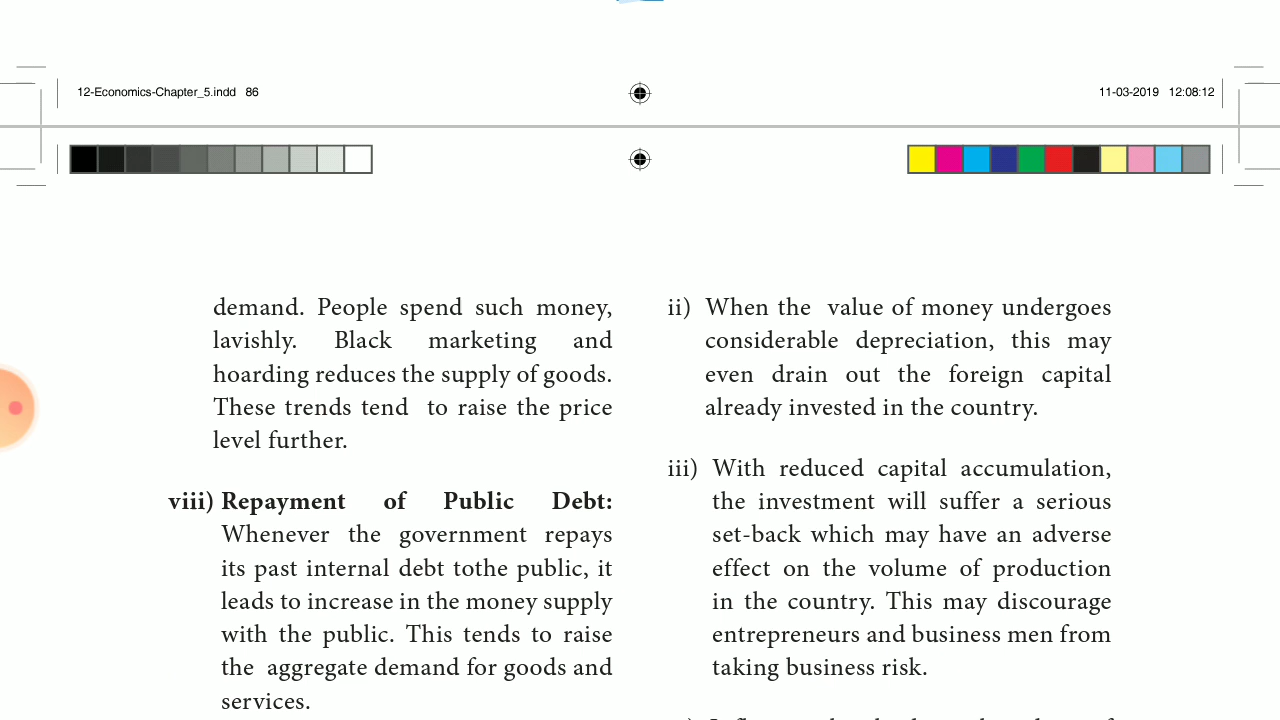 12-Economics-Chapter_5.indd 86
11-03-2019 12:08:12
demand. People spend such money,
lavishly. Black marketing and
hoarding reduces the supply of goods.
These trends tend to raise the price
level further.
viii) Repayment of Public Debt:
Whenever the government repays
its past internal debt tothe public, it
leads to increase in the money supply
with the public. This tends to raise
the aggregate demand for goods and
services.
ii) When the value of money undergoes
considerable depreciation, this may
even drain out the foreign capital
already invested in the country.
iii) With reduced capital accumulation,
the investment will suffer a serious
set-back which may have an adverse
effect on the volume of production
in the country. This may discourage
entrepreneurs and business men from
taking business risk.